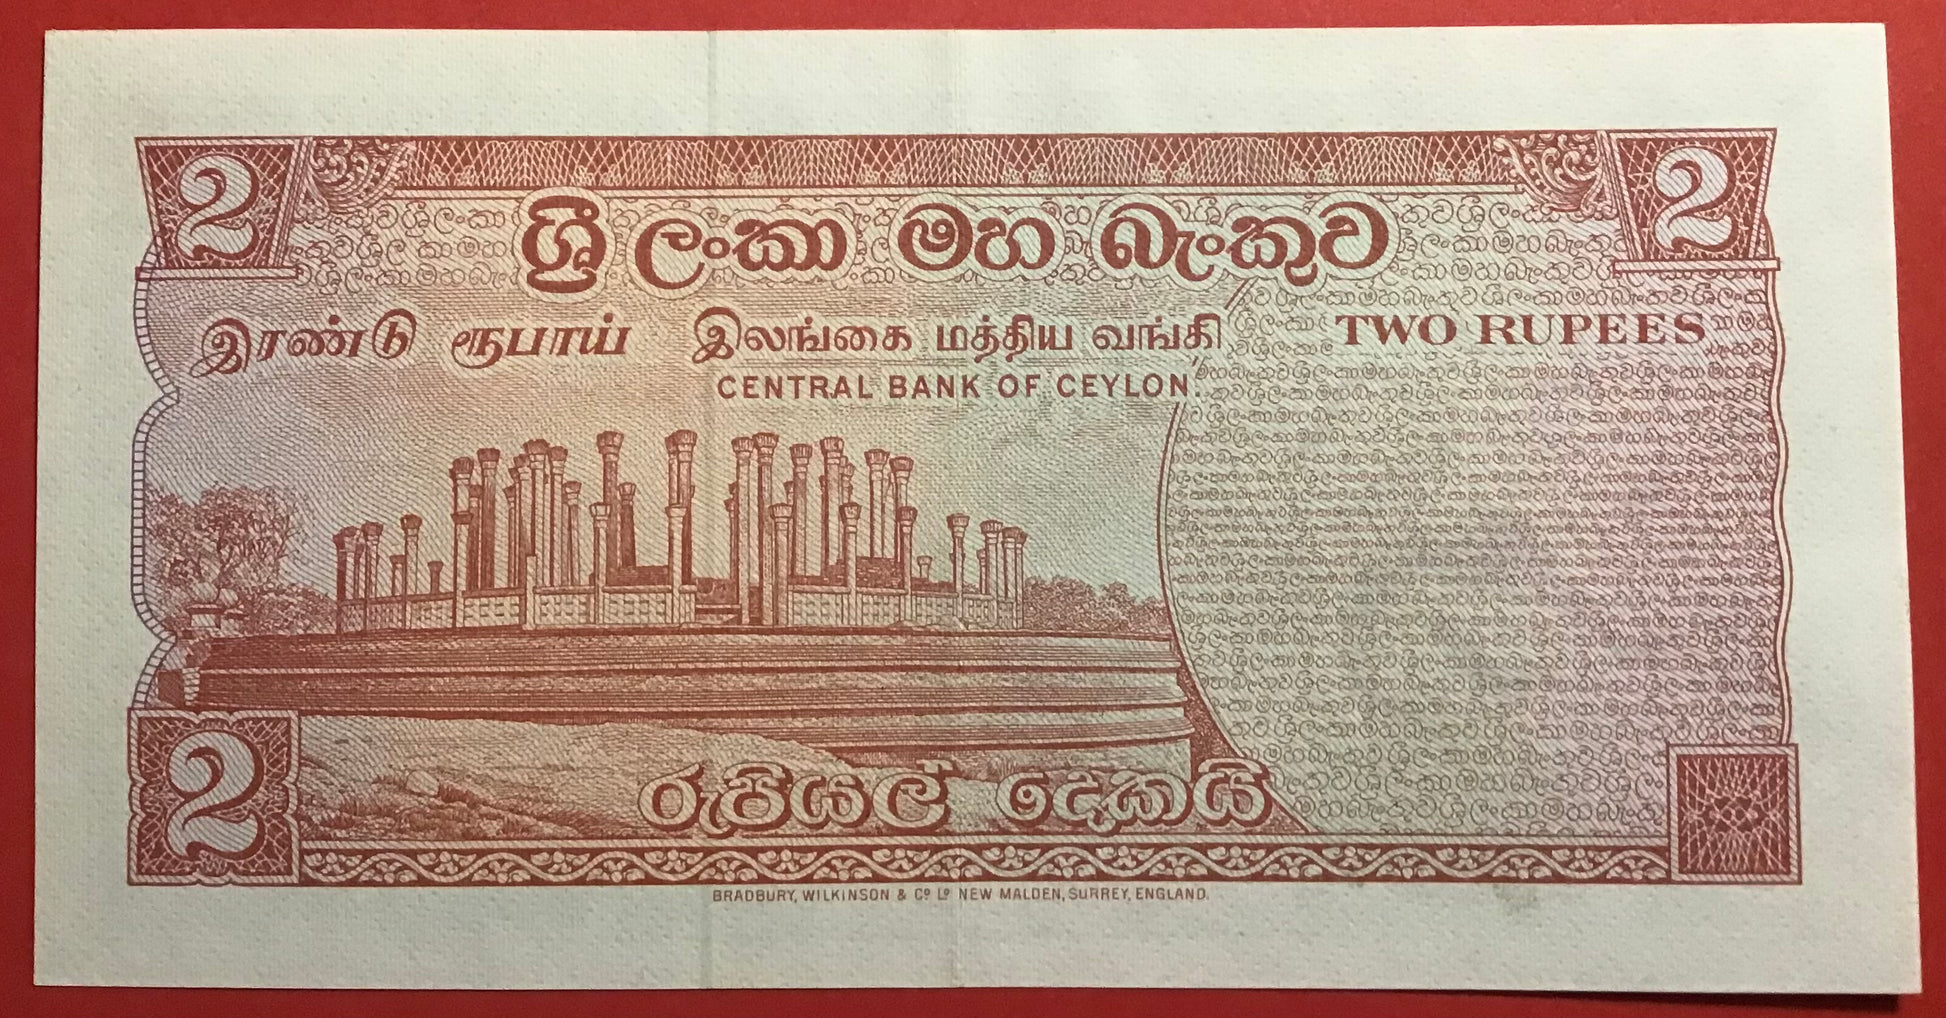 2
2
ශ්‍රී ලංකා මහ බැංකුව
இரண்டு ரூபாய்
இலங்கை மத்திய வங்கி
TWO RUPEES
CENTRAL BANK OF CEYLON.
2
රුපියල් දෙකයි
BRADBURY, WILKINSON & Cº Lº NEW MALDEN, SURREY, ENGLAND.